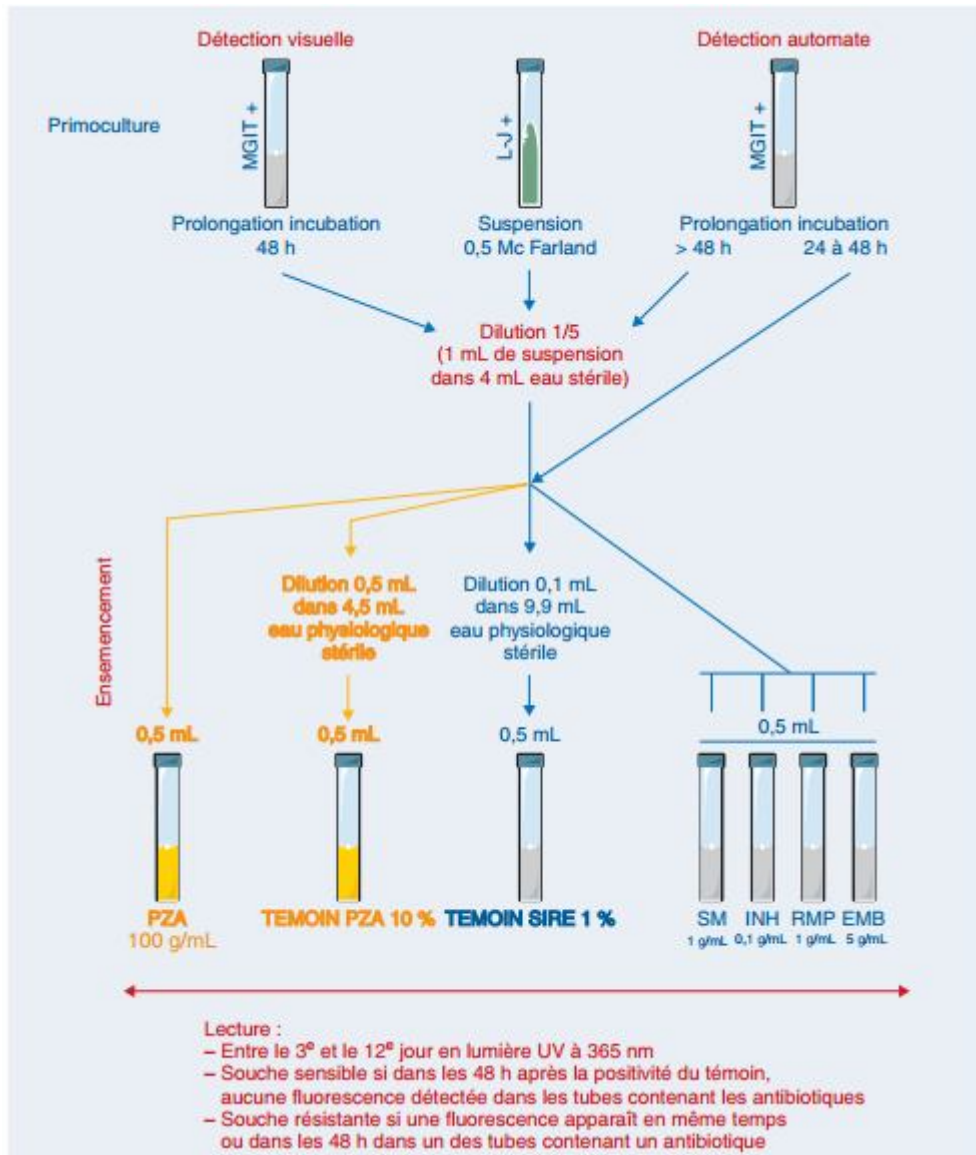 Détection visuelle
Détection automate
Primoculture
MGIT +
L-J +
MGIT +
Prolongation incubation
48 h
Suspension
0,5 Mc Farland
Prolongation incubation
> 48 h
24 à 48 h
Dilution 1/5
(1 mL de suspension
dans 4 mL eau stérile)
Ensemencement
Dilution 0,5 mL
dans 4,5 mL
eau physiologique
stérile
Dilution 0,1 mL
dans 9,9 mL
eau physiologique
stérile
0,5 mL
0,5 mL
0,5 mL
0,5 mL
PZA
100 g/mL
TEMOIN PZA 10 %
TEMOIN SIRE 1 %
SM
1 g/mL
INH
0,1 g/mL
RMP
1 g/mL
EMB
5 g/mL
Lecture :
– Entre le 3e et le 12e jour en lumière UV à 365 nm
– Souche sensible si dans les 48 h après la positivité du témoin,
aucune fluorescence détectée dans les tubes contenant les antibiotiques
– Souche résistante si une fluorescence apparaît en même temps
ou dans les 48 h dans un des tubes contenant un antibiotique